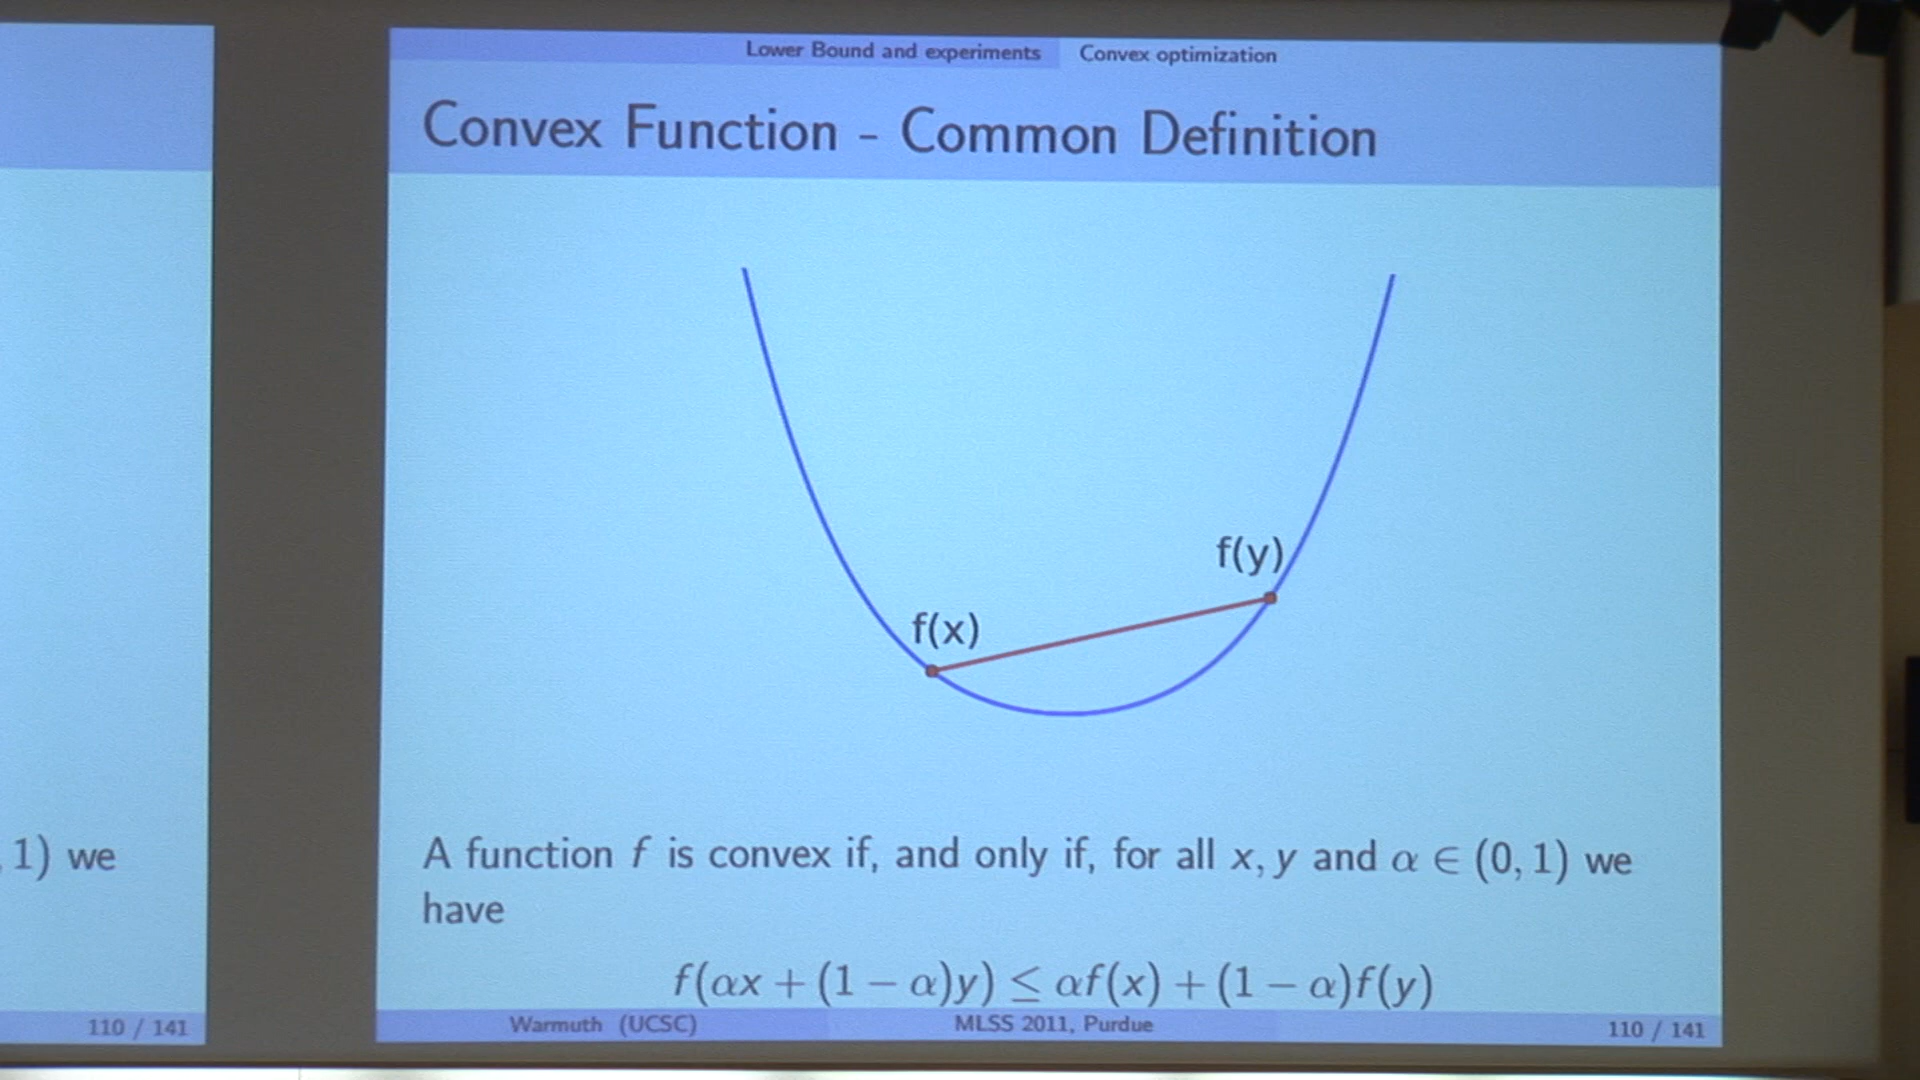 Lower Bound and experiments Convex optimization
Convex Function - Common Definition
f(y)
f(x)
, 1) we
A function f is convex if, and only if, for all x, y and α ∈ (0, 1) we
have
f(αx + (1 − α)y) ≤ αf(x) + (1 − α)f(y)
110 / 141
Warmuth (UCSC) MLSS 2011, Purdue 110 / 141